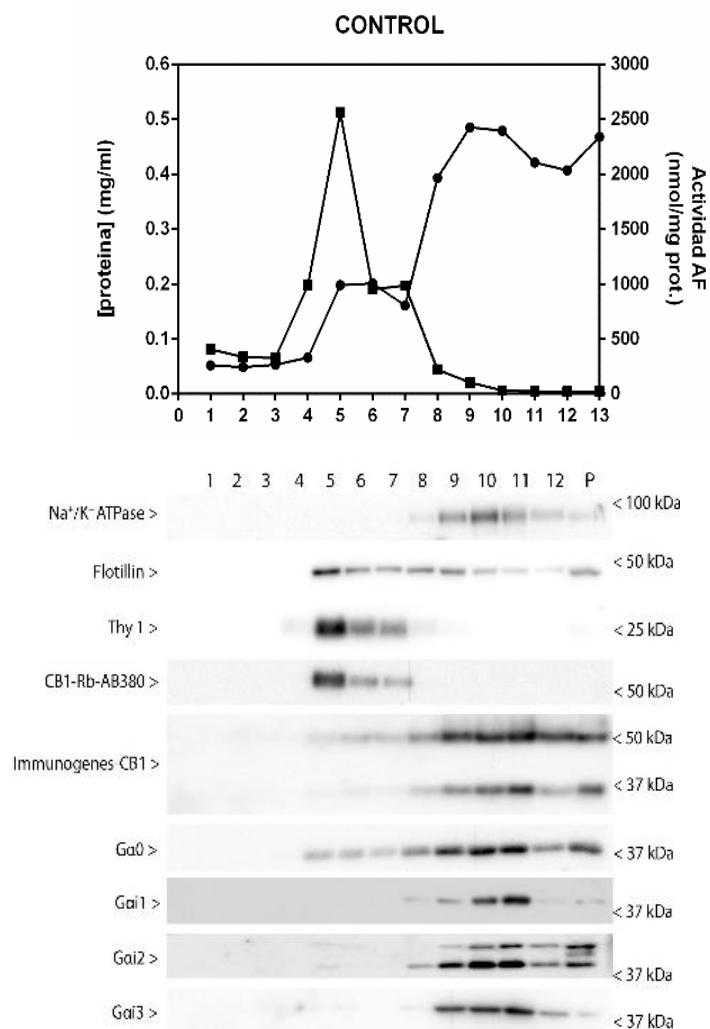 CONTROL
0.6
0.5
0.4
0.3
0.2
0.1
0.0
[proteina] (mg/ml)
3000
2500
2000
1500
1000
500
0
Actividad AF
(nmol/mg prot.)
0 1 2 3 4 5 6 7 8 9 10 11 12 13
1 2 3 4 5 6 7 8 9 10 11 12 P
Na⁺/K⁻ATPase > < 100 kDa
Flotillin > < 50 kDa
Thy 1 > < 25 kDa
CB1-Rb-AB380 > < 50 kDa
< 50 kDa
Immunogenes CB1 >
< 37 kDa
Gα0 > < 37 kDa
Gαi1 > < 37 kDa
Gαi2 > < 37 kDa
Gαi3 > < 37 kDa